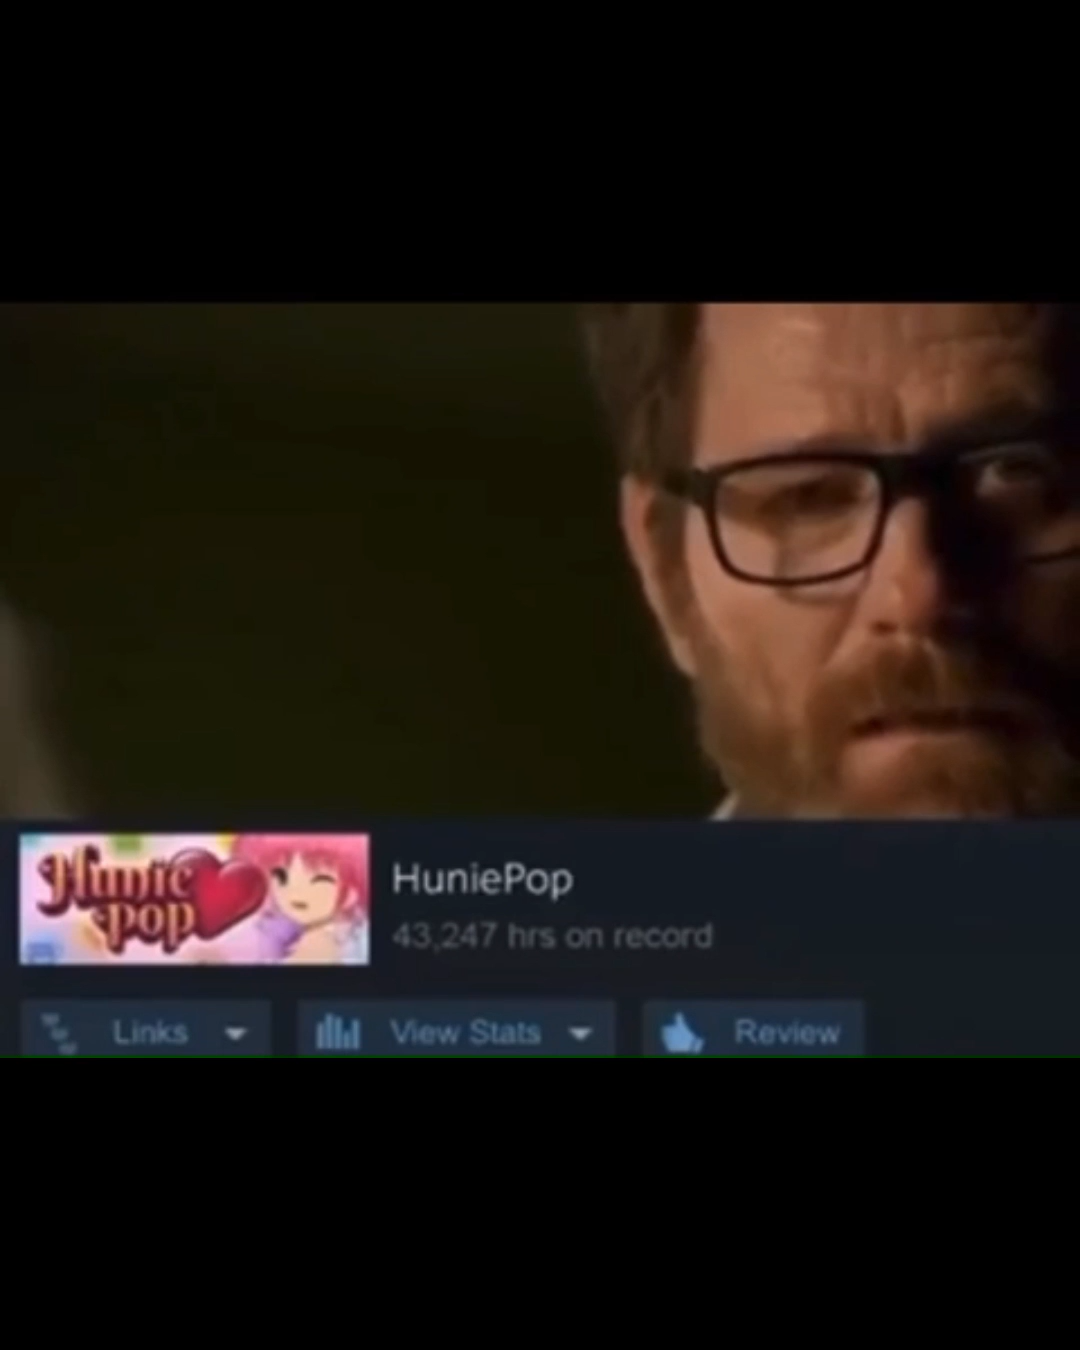 Hunie
pop
HuniePop
43,247 hrs on record
Links
View Stats
Review